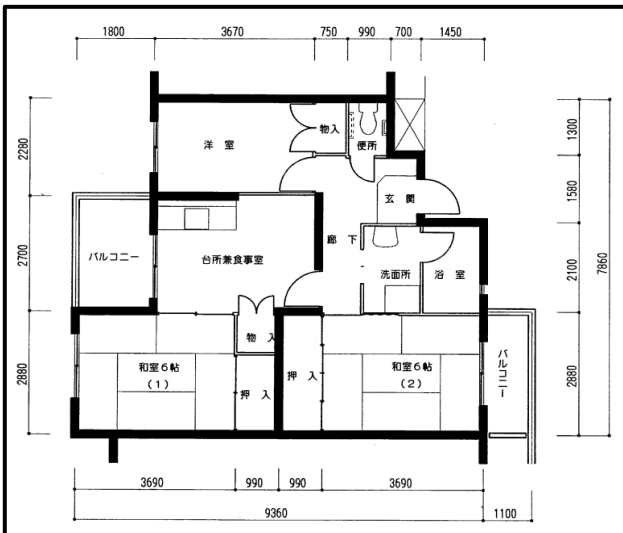 1800 3670 750 990 700 1450
2280
2700
2880
1300
1580
2100
2880
7860
洋室
物入
便所
玄関
バルコニー
台所兼食事室
廊下
洗面所
浴室
物入
和室6帖
(1)
押入
押入
和室6帖
(2)
バルコニー
3690 990 990 3690
9360 1100